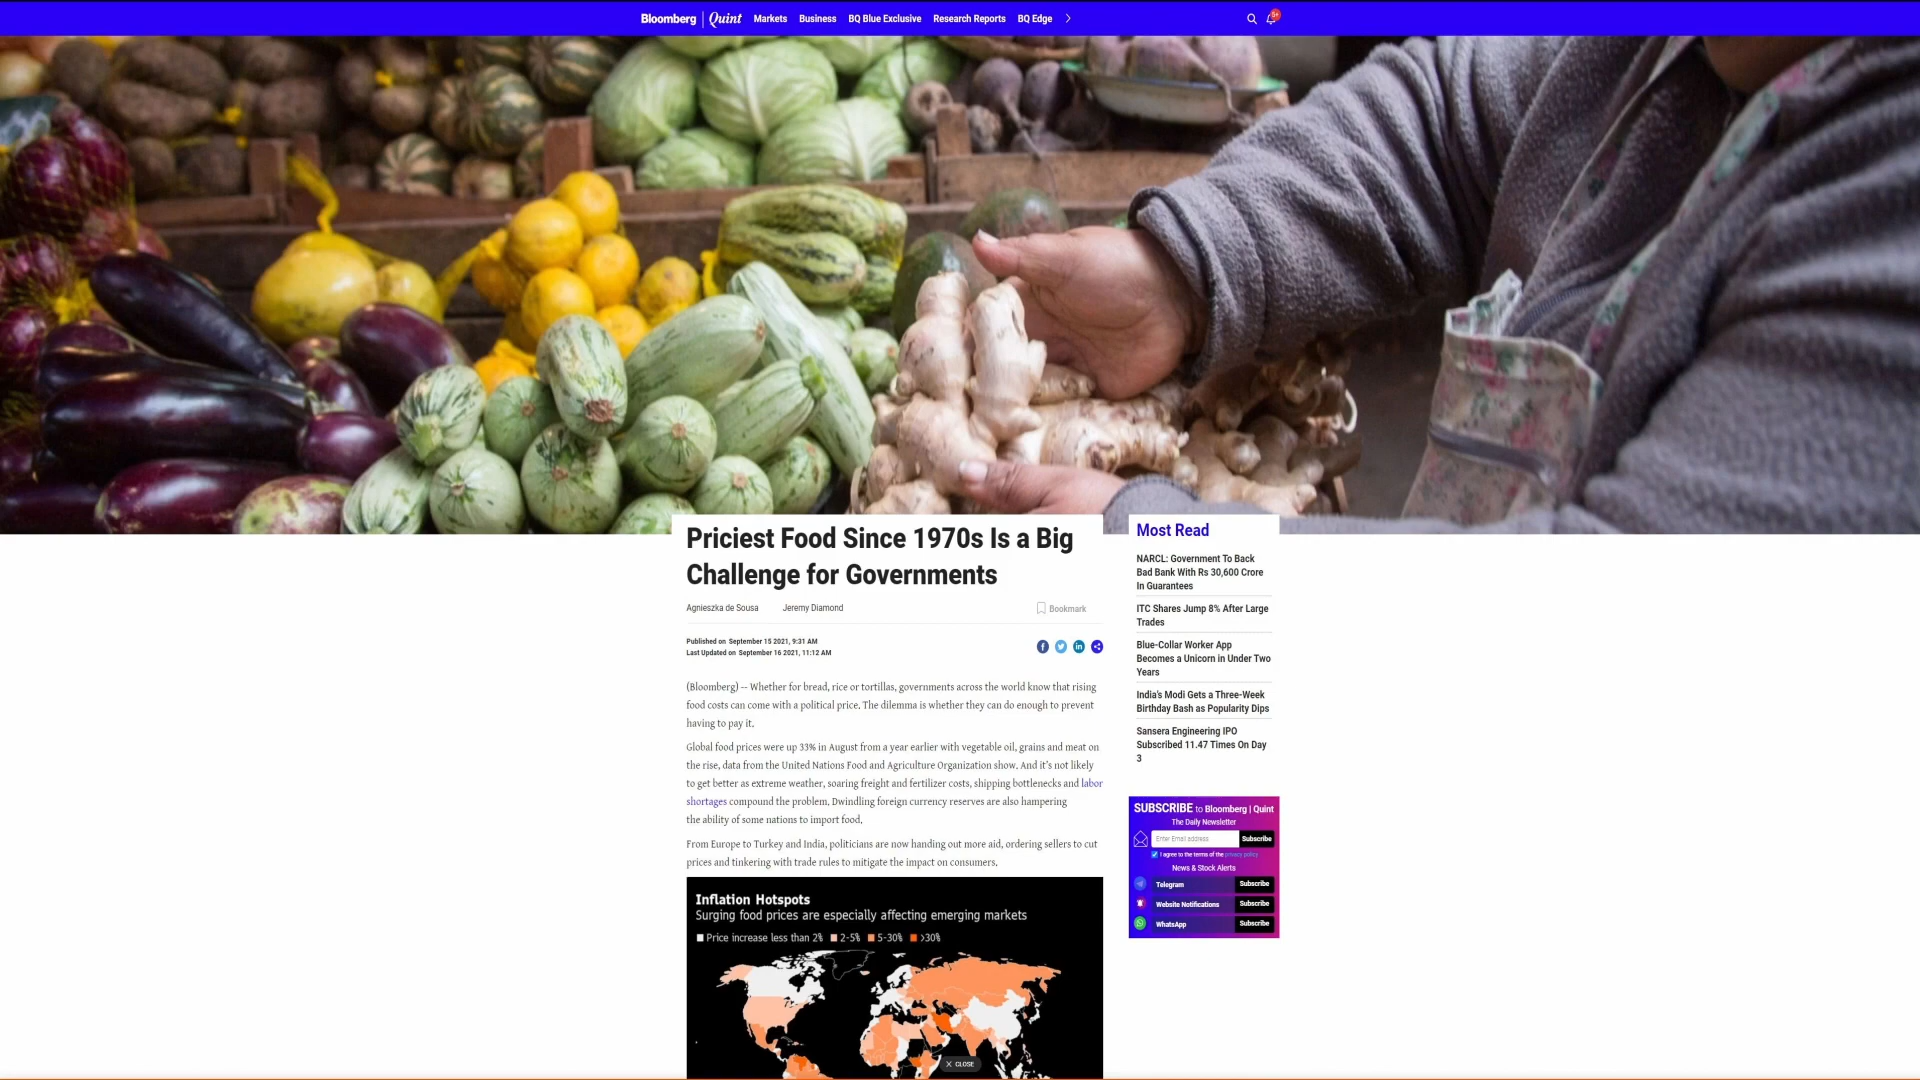 Bloomberg | Quint Markets Business BQ Blue Exclusive Research Reports BQ Edge
9+
Priciest Food Since 1970s Is a Big
Challenge for Governments
Agnieszka de Sousa Jeremy Diamond Bookmark
Published on September 15 2021, 9:31 AM
Last Updated on September 16 2021, 11:12 AM
(Bloomberg) -- Whether for bread, rice or tortillas, governments across the world know that rising
food costs can come with a political price. The dilemma is whether they can do enough to prevent
having to pay it.
Global food prices were up 33% in August from a year earlier with vegetable oil, grains and meat on
the rise, data from the United Nations Food and Agriculture Organization show. And it’s not likely
to get better as extreme weather, soaring freight and fertilizer costs, shipping bottlenecks and labor
shortages compound the problem. Dwindling foreign currency reserves are also hampering
the ability of some nations to import food.
From Europe to Turkey and India, politicians are now handing out more aid, ordering sellers to cut
prices and tinkering with trade rules to mitigate the impact on consumers.
Inflation Hotspots
Surging food prices are especially affecting emerging markets
Price increase less than 2% 2-5% 5-30% >30%
CLOSE
Most Read
NARCL: Government To Back
Bad Bank With Rs 30,600 Crore
In Guarantees
ITC Shares Jump 8% After Large
Trades
Blue-Collar Worker App
Becomes a Unicorn in Under Two
Years
India's Modi Gets a Three-Week
Birthday Bash as Popularity Dips
Sansera Engineering IPO
Subscribed 11.47 Times On Day
3
SUBSCRIBE to Bloomberg | Quint
The Daily Newsletter
Enter Email address Subscribe
I agree to the terms of the privacy policy
News & Stock Alerts
Telegram Subscribe
Website Notifications Subscribe
WhatsApp Subscribe